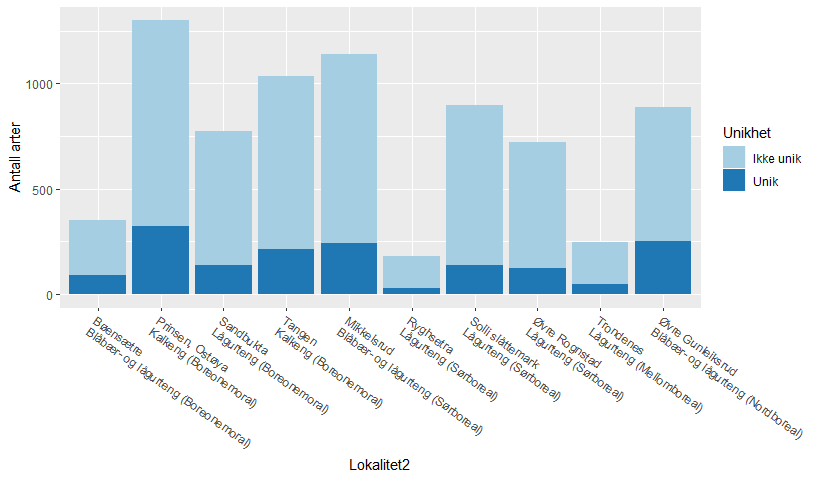 Antall arter
1000
500
0
Bøensætre
Blåbær- og lågurteng (Boreonemoral)
Prinsen, Ostøya
Kalkeng (Boreonemoral)
Sandbukta
Lågurteng (Boreonemoral)
Tangen
Kalkeng (Boreonemoral)
Mikkelsrud
Blåbær- og lågurteng (Sørboreal)
Ryghsetra
Lågurteng (Sørboreal)
Solli slåttemark
Lågurteng (Sørboreal)
Øvre Rognstad
Lågurteng (Sørboreal)
Trondenes
Lågurteng (Mellomboreal)
Øvre Gunleiksrud
Blåbær- og lågurteng (Nordboreal)
Lokalitet2
Unikhet
Ikke unik
Unik